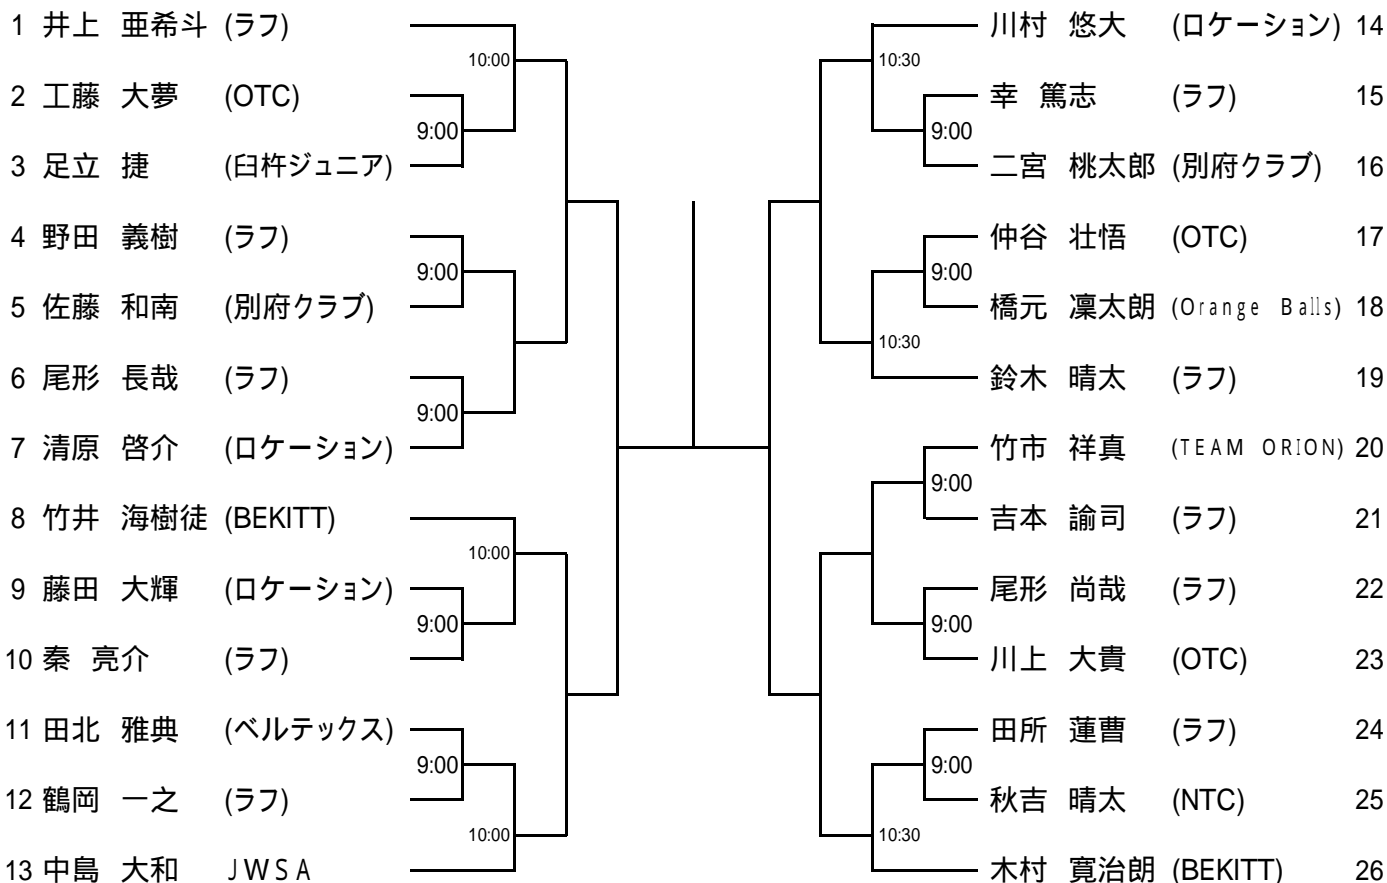 1 井上 亜希斗 (ラフ)
10:00
2 工藤 大夢 (OTC)
9:00
3 足立 捷 (臼杵ジュニア)
4 野田 義樹 (ラフ)
9:00
5 佐藤 和南 (別府クラブ)
6 尾形 長哉 (ラフ)
9:00
7 清原 啓介 (ロケーション)
8 竹井 海樹徒 (BEKITT)
10:00
9 藤田 大輝 (ロケーション)
9:00
10 秦 亮介 (ラフ)
11 田北 雅典 (ベルテックス)
9:00
12 鶴岡 一之 (ラフ)
10:00
13 中島 大和 JWSA
川村 悠大 (ロケーション) 14
10:30
幸 篤志 (ラフ) 15
9:00
二宮 桃太郎 (別府クラブ) 16
仲谷 壮悟 (OTC) 17
9:00
橋元 凜太朗 (Orange Balls) 18
10:30
鈴木 晴太 (ラフ) 19
竹市 祥真 (TEAM ORION) 20
9:00
吉本 諭司 (ラフ) 21
尾形 尚哉 (ラフ) 22
9:00
川上 大貴 (OTC) 23
田所 蓮曹 (ラフ) 24
9:00
秋吉 晴太 (NTC) 25
10:30
木村 寛治朗 (BEKITT) 26